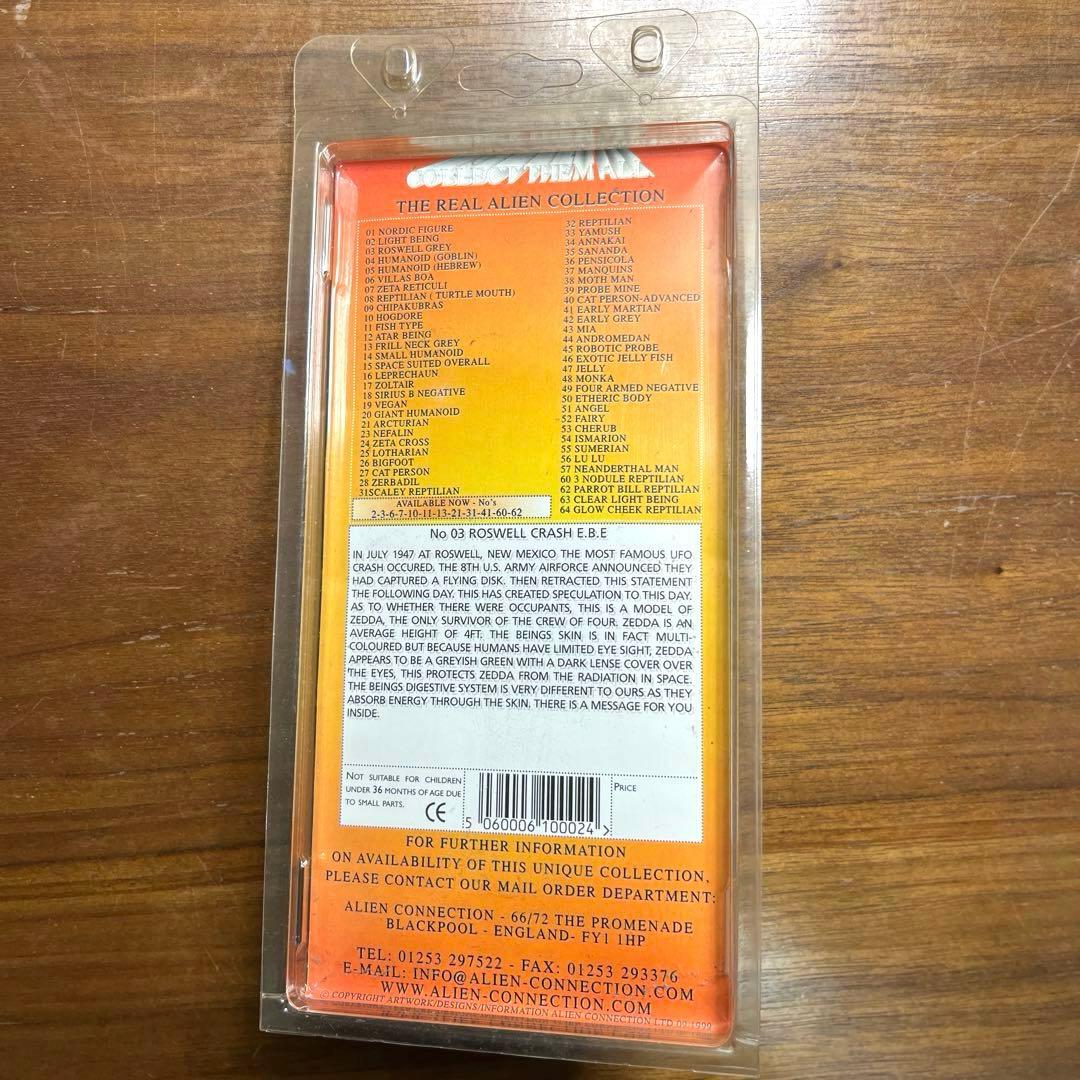 COLLECT THEM ALL
THE REAL ALIEN COLLECTION
01 NORDIC FIGURE
02 LIGHT BEING
03 ROSWELL GREY
04 HUMANOID (GOBLIN)
05 HUMANOID (HEBREW)
06 VILLAS BOA
07 ZETA RETICULI
08 REPTILIAN ( TURTLE MOUTH)
09 CHIPAKUBRAS
10 HOGDORE
11 FISH TYPE
12 ATAR BEING
13 FRILL NECK GREY
14 SMALL HUMANOID
15 SPACE SUITED OVERALL
16 LEPRECHAUN
17 ZOLTAIR
18 SIRIUS B NEGATIVE
19 VEGAN
20 GIANT HUMANOID
21 ARCTURIAN
23 NEFALIN
24 ZETA CROSS
25 LOTHARIAN
26 BIGFOOT
27 CAT PERSON
28 ZERBADIL
31SCALEY REPTILIAN
32 REPTILIAN
33 YAMUSH
34 ANNAKAI
35 SANANDA
36 PENSICOLA
37 MANQUINS
38 MOTH MAN
39 PROBE MINE
40 CAT PERSON-ADVANCED
41 EARLY MARTIAN
42 EARLY GREY
43 MIA
44 ANDROMEDAN
45 ROBOTIC PROBE
46 EXOTIC JELLY FISH
47 JELLY
48 MONKA
49 FOUR ARMED NEGATIVE
50 ETHERIC BODY
51 ANGEL
52 FAIRY
53 CHERUB
54 ISMARION
55 SUMERIAN
56 LU LU
57 NEANDERTHAL MAN
60 3 NODULE REPTILIAN
62 PARROT BILL REPTILIAN
63 CLEAR LIGHT BEING
64 GLOW CHEEK REPTILIAN
AVAILABLE NOW - No's
2-3-6-7-10-11-13-21-31-41-60-62
No 03 ROSWELL CRASH E.B.E
IN JULY 1947 AT ROSWELL, NEW MEXICO THE MOST FAMOUS UFO
CRASH OCCURED. THE 8TH U.S. ARMY AIRFORCE ANNOUNCED THEY
HAD CAPTURED A FLYING DISK. THEN RETRACTED THIS STATEMENT
THE FOLLOWING DAY. THIS HAS CREATED SPECULATION TO THIS DAY.
AS TO WHETHER THERE WERE OCCUPANTS, THIS IS A MODEL OF
ZEDDA, THE ONLY SURVIVOR OF THE CREW OF FOUR. ZEDDA IS AN
AVERAGE HEIGHT OF 4FT. THE BEINGS SKIN IS IN FACT MULTI-
COLOURED BUT BECAUSE HUMANS HAVE LIMITED EYE SIGHT, ZEDDA
APPEARS TO BE A GREYISH GREEN WITH A DARK LENSE COVER OVER
THE EYES, THIS PROTECTS ZEDDA FROM THE RADIATION IN SPACE.
THE BEINGS DIGESTIVE SYSTEM IS VERY DIFFERENT TO OURS AS THEY
ABSORB ENERGY THROUGH THE SKIN. THERE IS A MESSAGE FOR YOU
INSIDE.
NOT SUITABLE FOR CHILDREN
UNDER 36 MONTHS OF AGE DUE
TO SMALL PARTS.
CE
5 060006 100024 >
PRICE
FOR FURTHER INFORMATION
ON AVAILABILITY OF THIS UNIQUE COLLECTION,
PLEASE CONTACT OUR MAIL ORDER DEPARTMENT:
ALIEN CONNECTION - 66/72 THE PROMENADE
BLACKPOOL - ENGLAND- FY1 1HP
TEL: 01253 297522 - FAX: 01253 293376
E-MAIL: INFO@ALIEN-CONNECTION.COM
WWW.ALIEN-CONNECTION.COM
© COPYRIGHT ARTWORK/DESIGNS/INFORMATION ALIEN CONNECTION LTD 09.1999